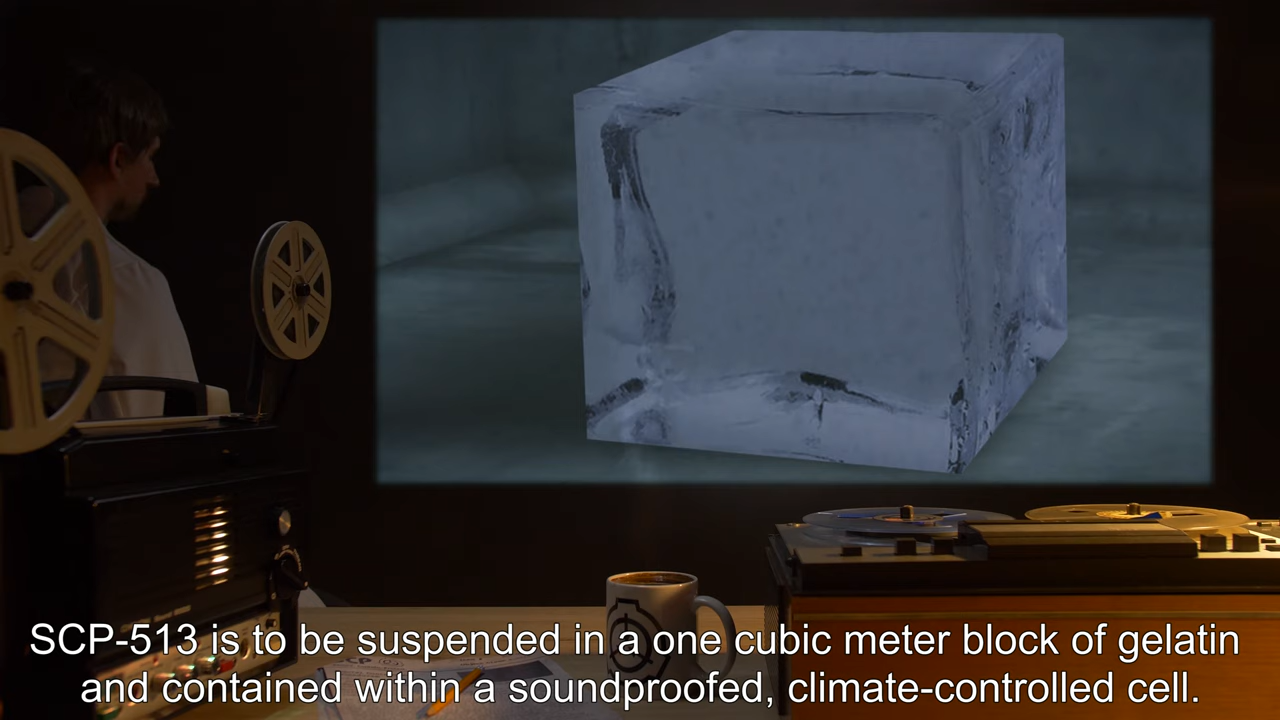 SCP-513 is to be suspended in a one cubic meter block of gelatin
and contained within a soundproofed, climate-controlled cell.